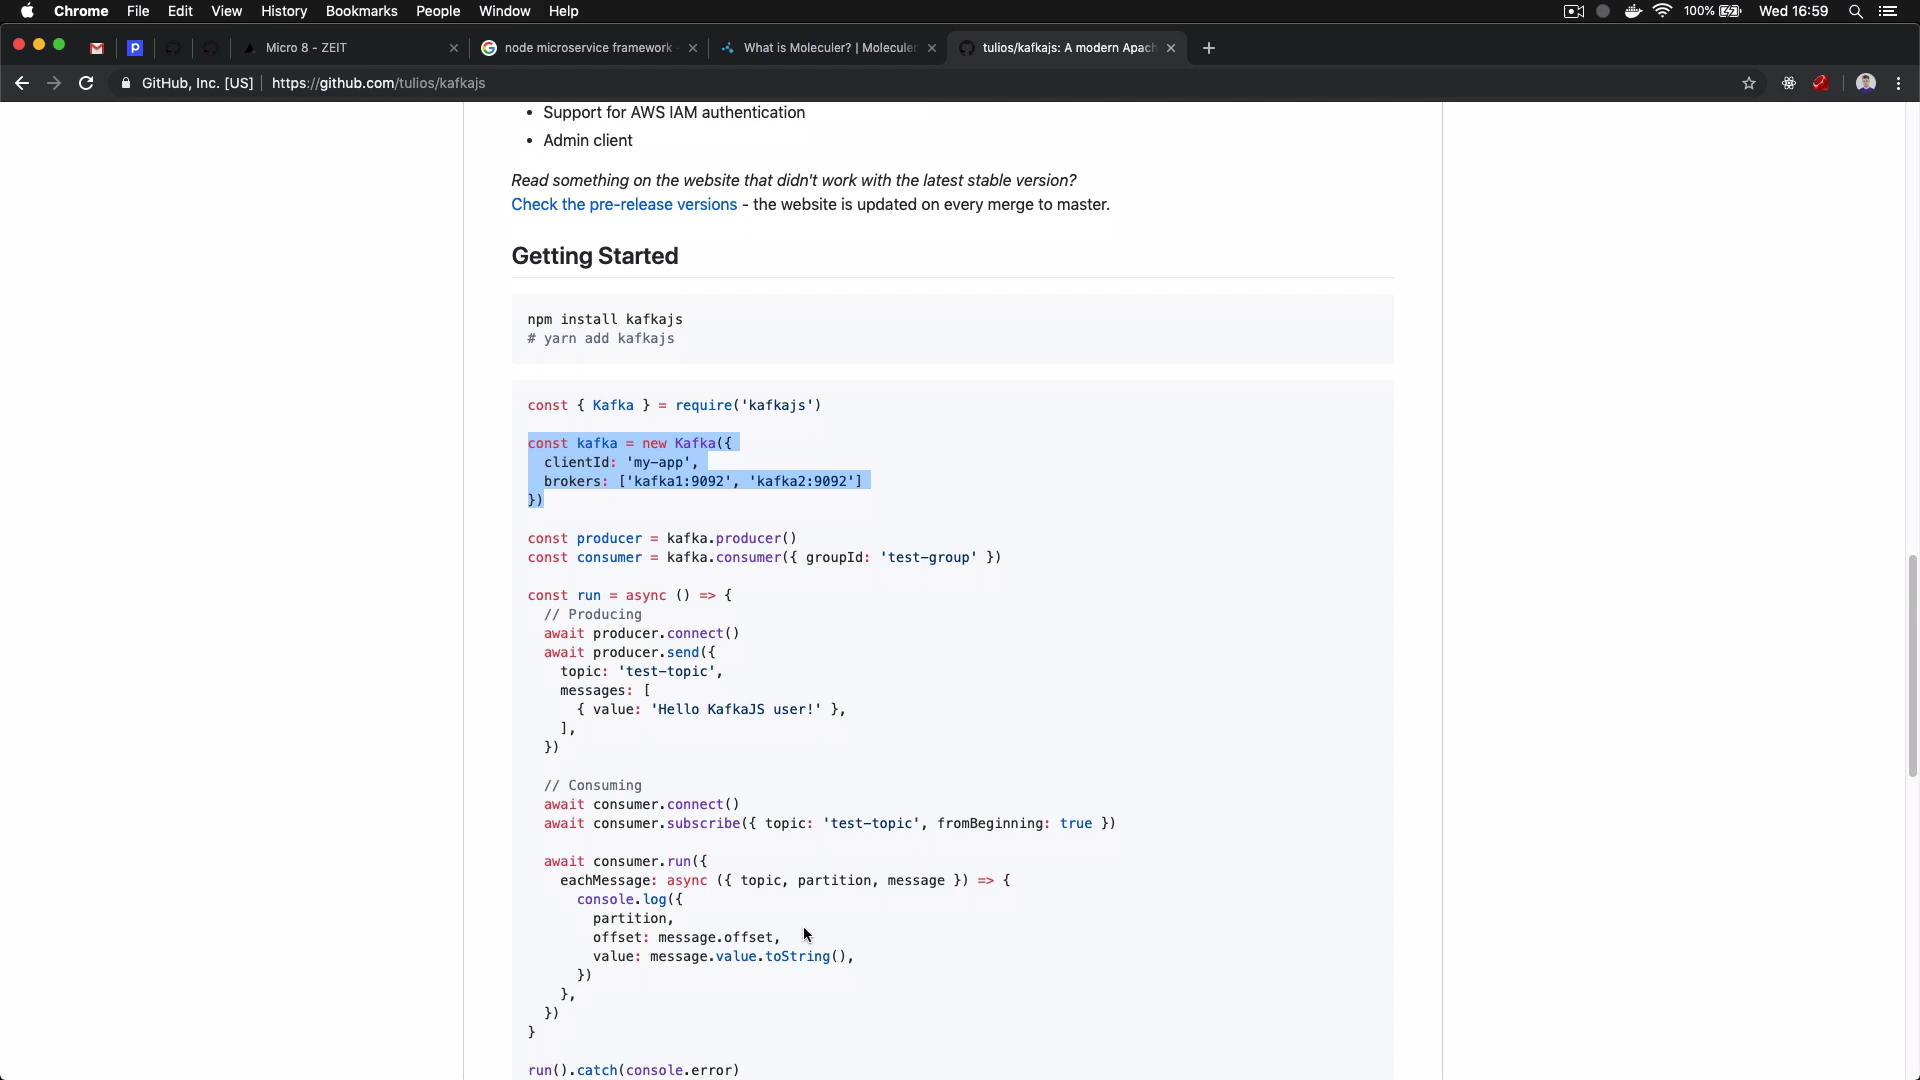 Chrome File Edit View History Bookmarks People Window Help 100% Wed 16:59
Micro 8 - ZEIT
node microservice framework
What is Moleculer? | Moleculer
tulios/kafkajs: A modern Apach
GitHub, Inc. [US] https://github.com/tulios/kafkajs
• Support for AWS IAM authentication
• Admin client
Read something on the website that didn't work with the latest stable version?
Check the pre-release versions - the website is updated on every merge to master.
Getting Started
npm install kafkajs
# yarn add kafkajs
const { Kafka } = require('kafkajs')
const kafka = new Kafka({
  clientId: 'my-app',
  brokers: ['kafka1:9092', 'kafka2:9092']
})
const producer = kafka.producer()
const consumer = kafka.consumer({ groupId: 'test-group' })
const run = async () => {
  // Producing
  await producer.connect()
  await producer.send({
    topic: 'test-topic',
    messages: [
      { value: 'Hello KafkaJS user!' },
    ],
  })
  // Consuming
  await consumer.connect()
  await consumer.subscribe({ topic: 'test-topic', fromBeginning: true })
  await consumer.run({
    eachMessage: async ({ topic, partition, message }) => {
      console.log({
        partition,
        offset: message.offset,
        value: message.value.toString(),
      })
    },
  })
}
run().catch(console.error)